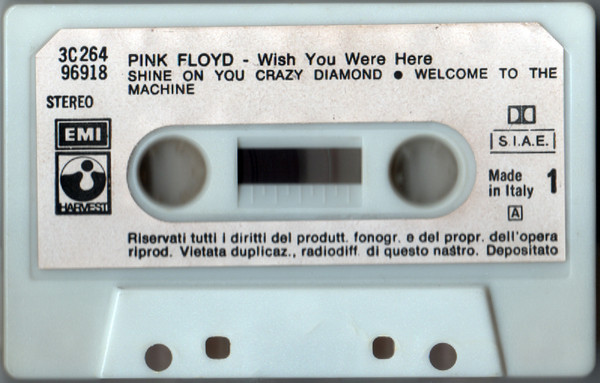 3C 264
96918
STEREO
EMI
HARVEST
PINK FLOYD - Wish You Were Here
SHINE ON YOU CRAZY DIAMOND ● WELCOME TO THE
MACHINE
S.I.A.E.
Made
in Italy
1
A
Riservati tutti i diritti del produtt. fonogr. e del propr. dell'opera
riprod. Vietata duplicaz., radiodiff. di questo nastro. Depositato